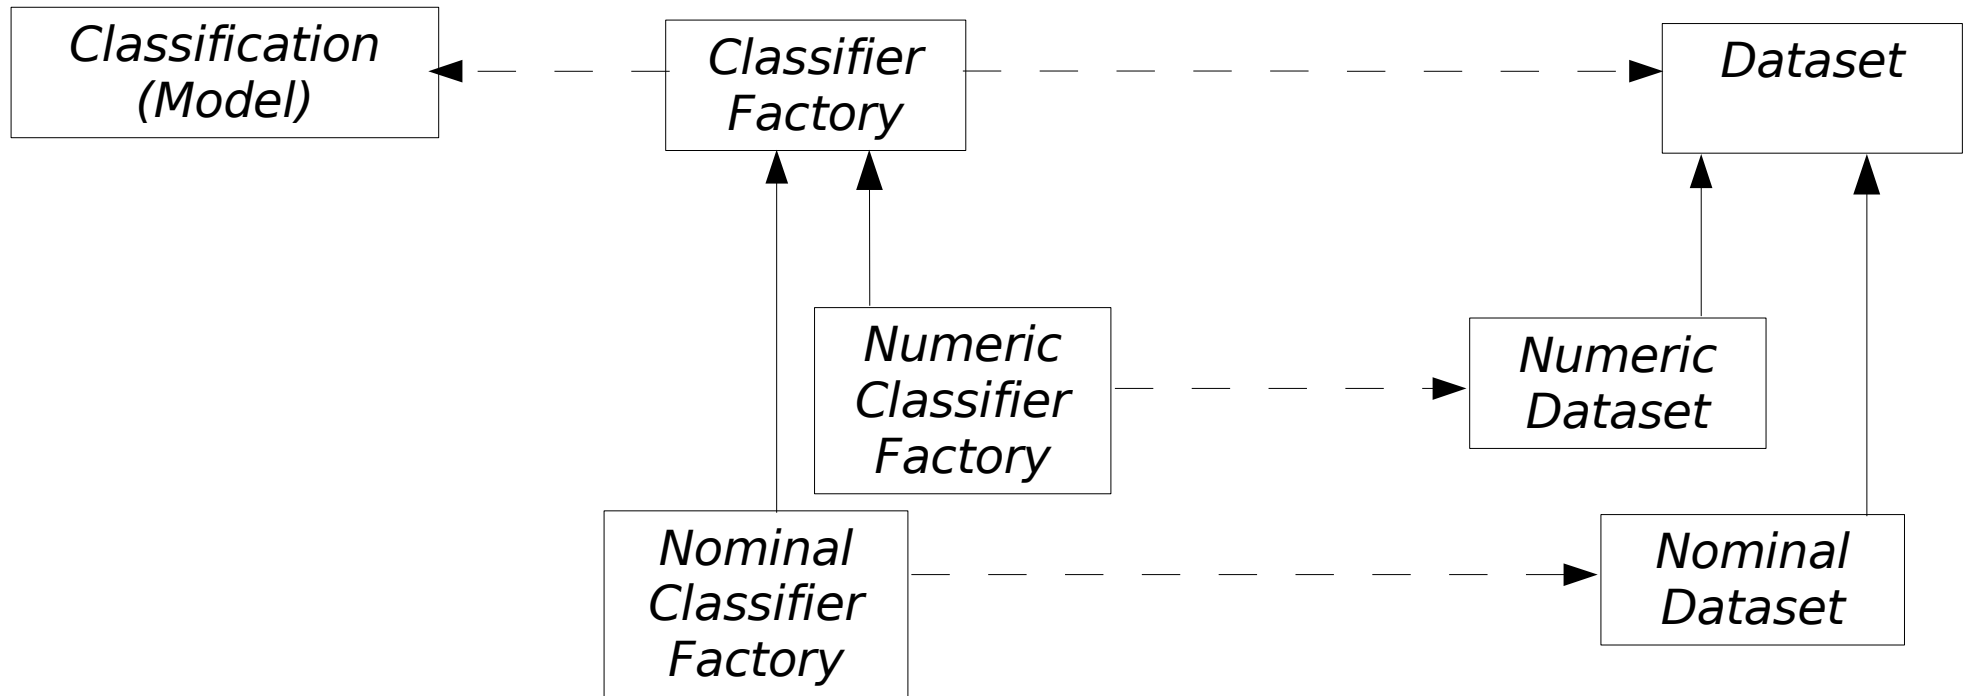 Classification
(Model)
Classifier
Factory
Dataset
Numeric
Classifier
Factory
Numeric
Dataset
Nominal
Classifier
Factory
Nominal
Dataset